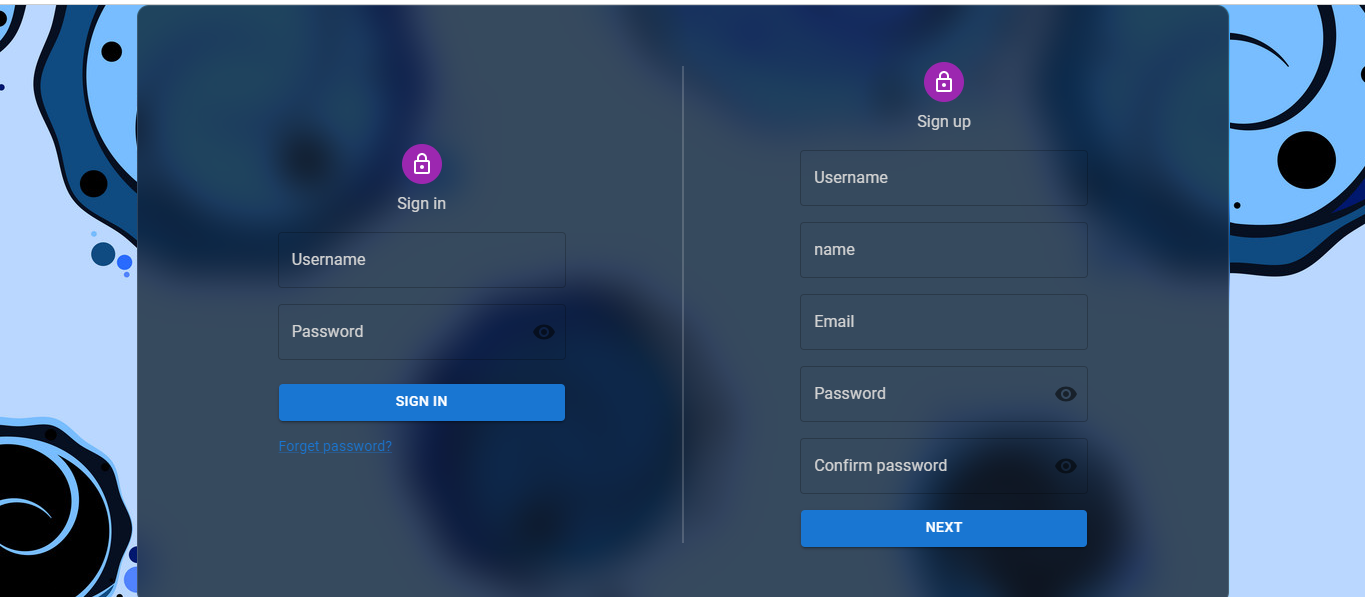 Sign in
Username
Password
SIGN IN
Forget password?
Sign up
Username
name
Email
Password
Confirm password
NEXT